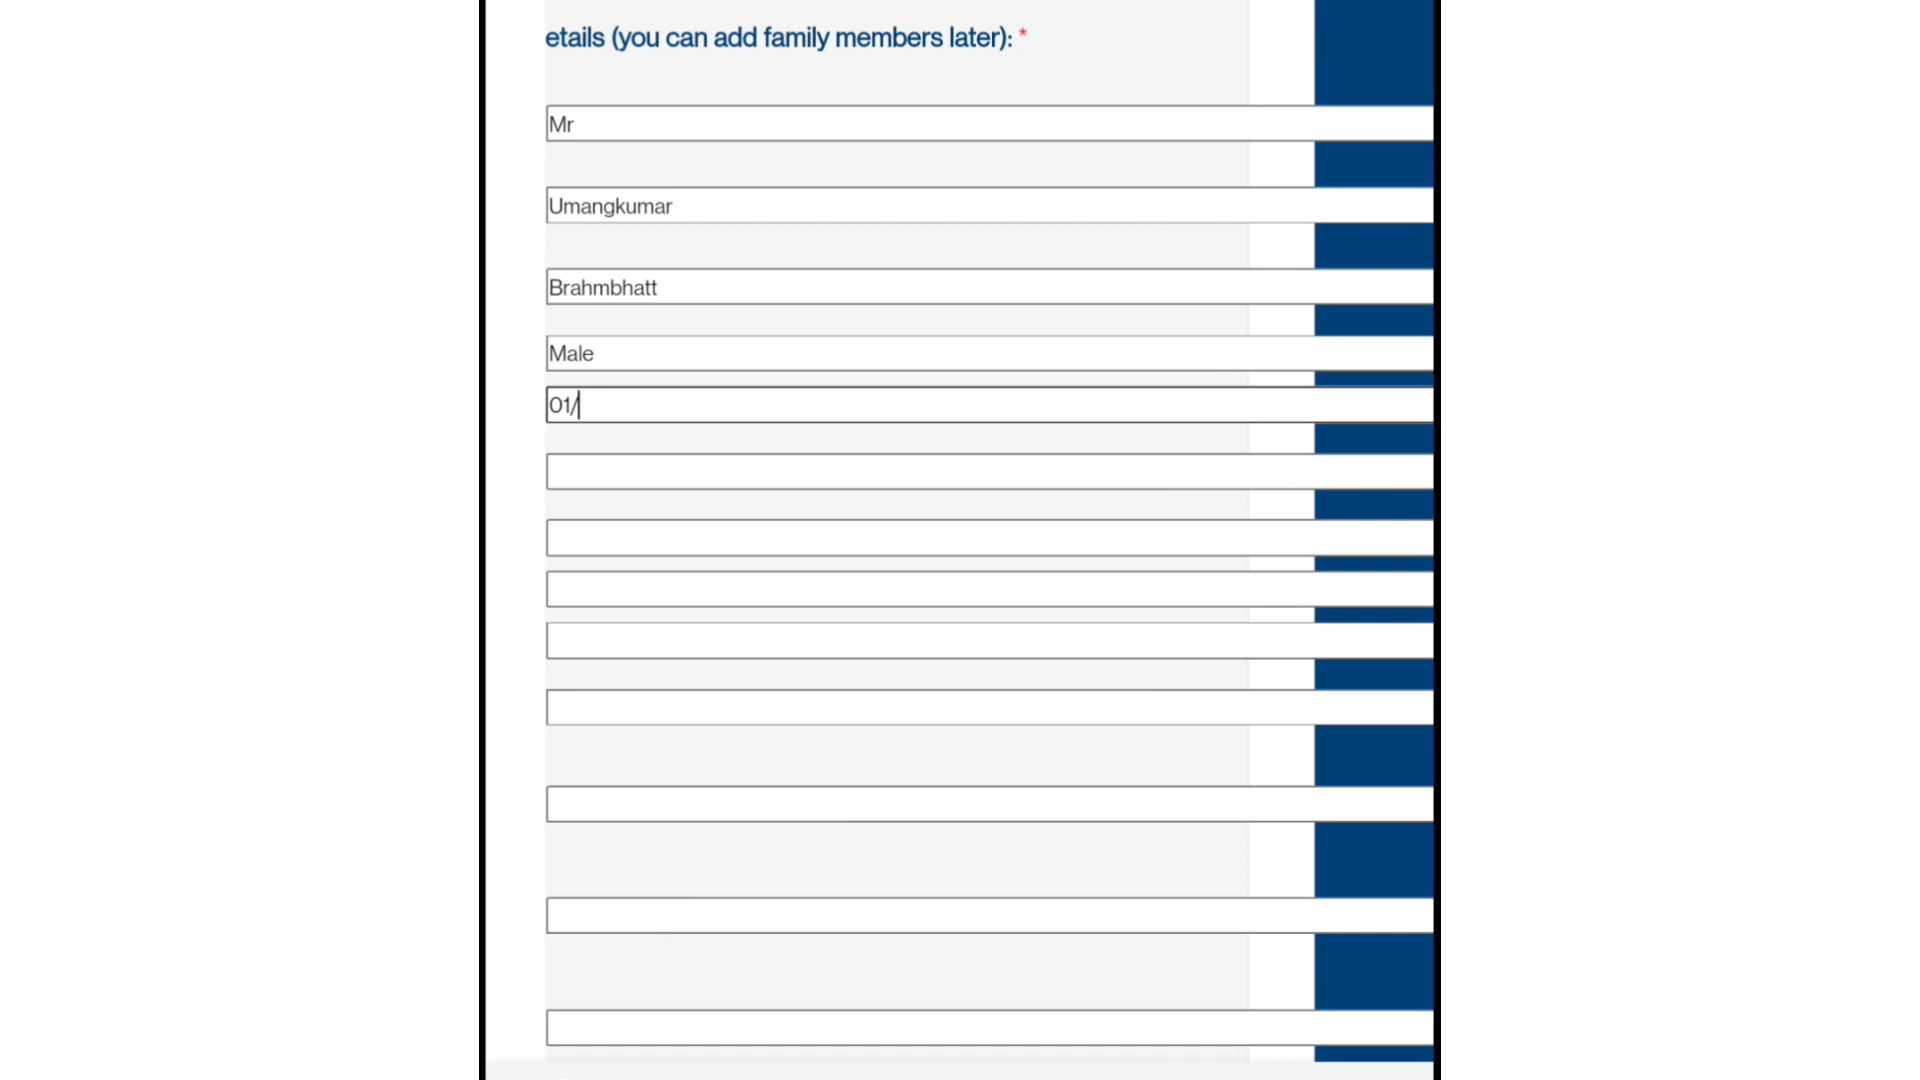 etails (you can add family members later): *
Mr
Umangkumar
Brahmbhatt
Male
01/